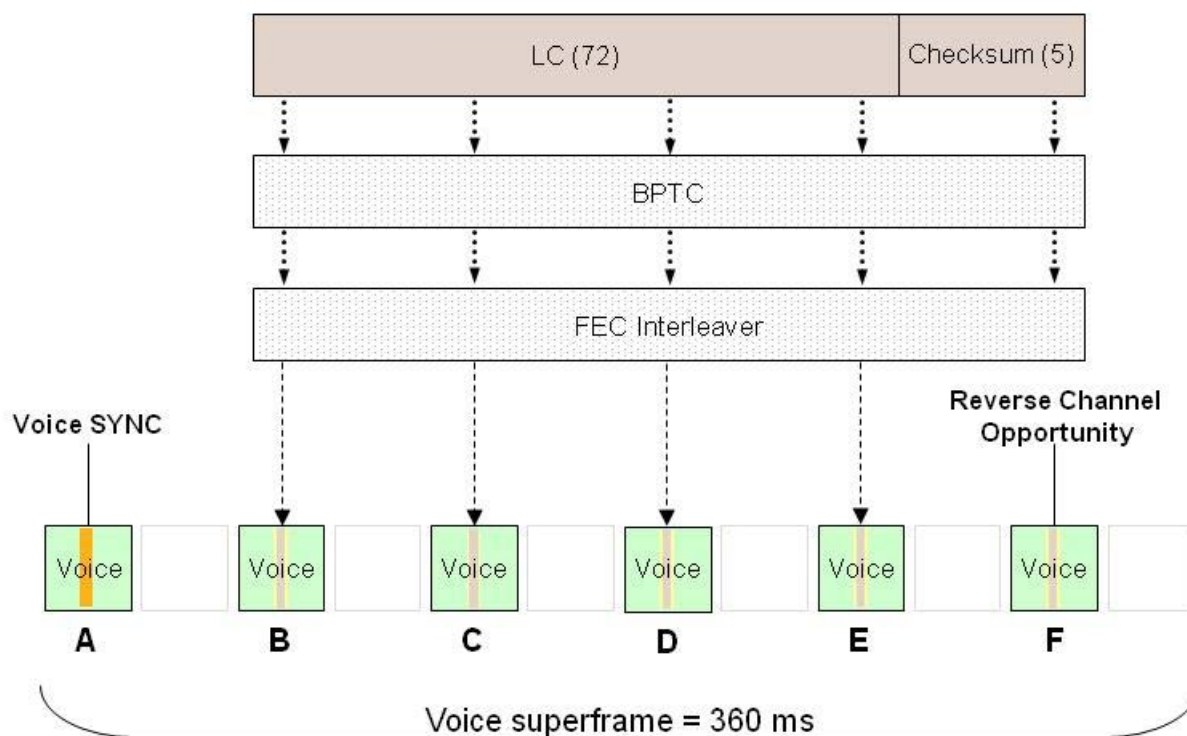 LC (72) Checksum (5)
BPTC
FEC Interleaver
Voice SYNC
Reverse Channel
Opportunity
Voice Voice Voice Voice Voice Voice
A B C D E F
Voice superframe = 360 ms